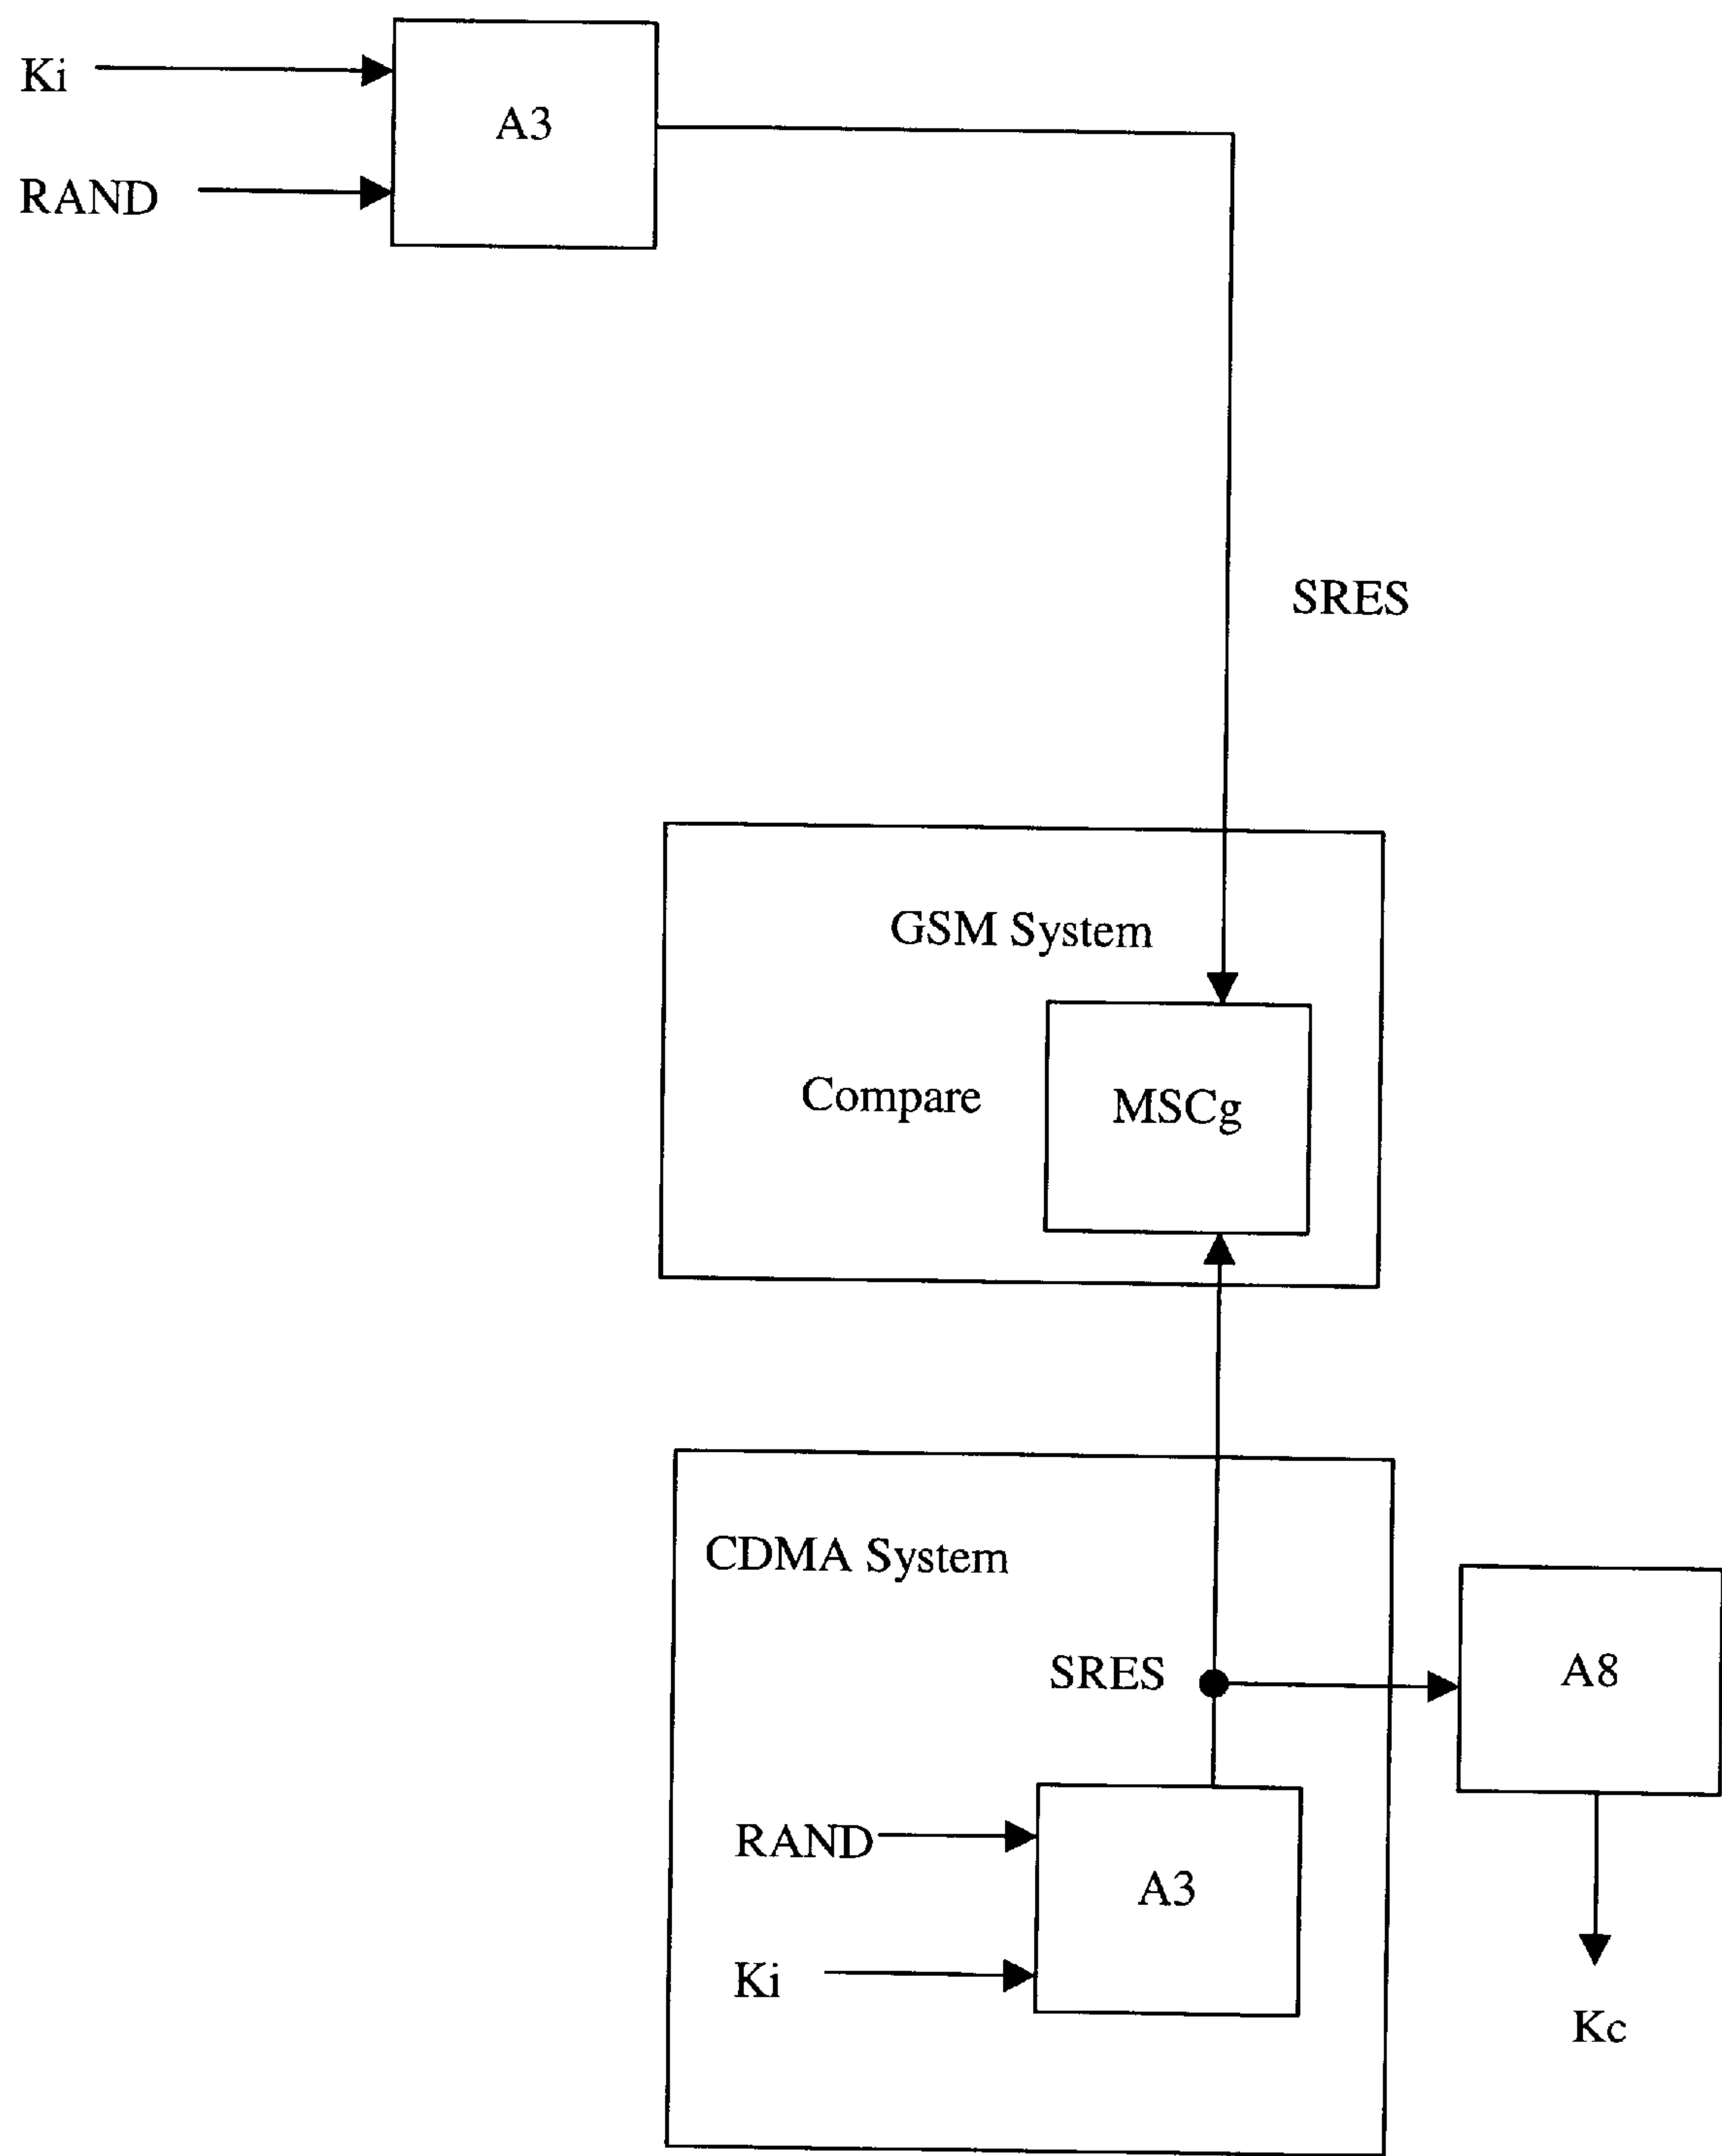 Ki
A3
RAND
SRES
GSM System
Compare
MSCg
CDMA System
SRES
A8
RAND
A3
Ki
Kc